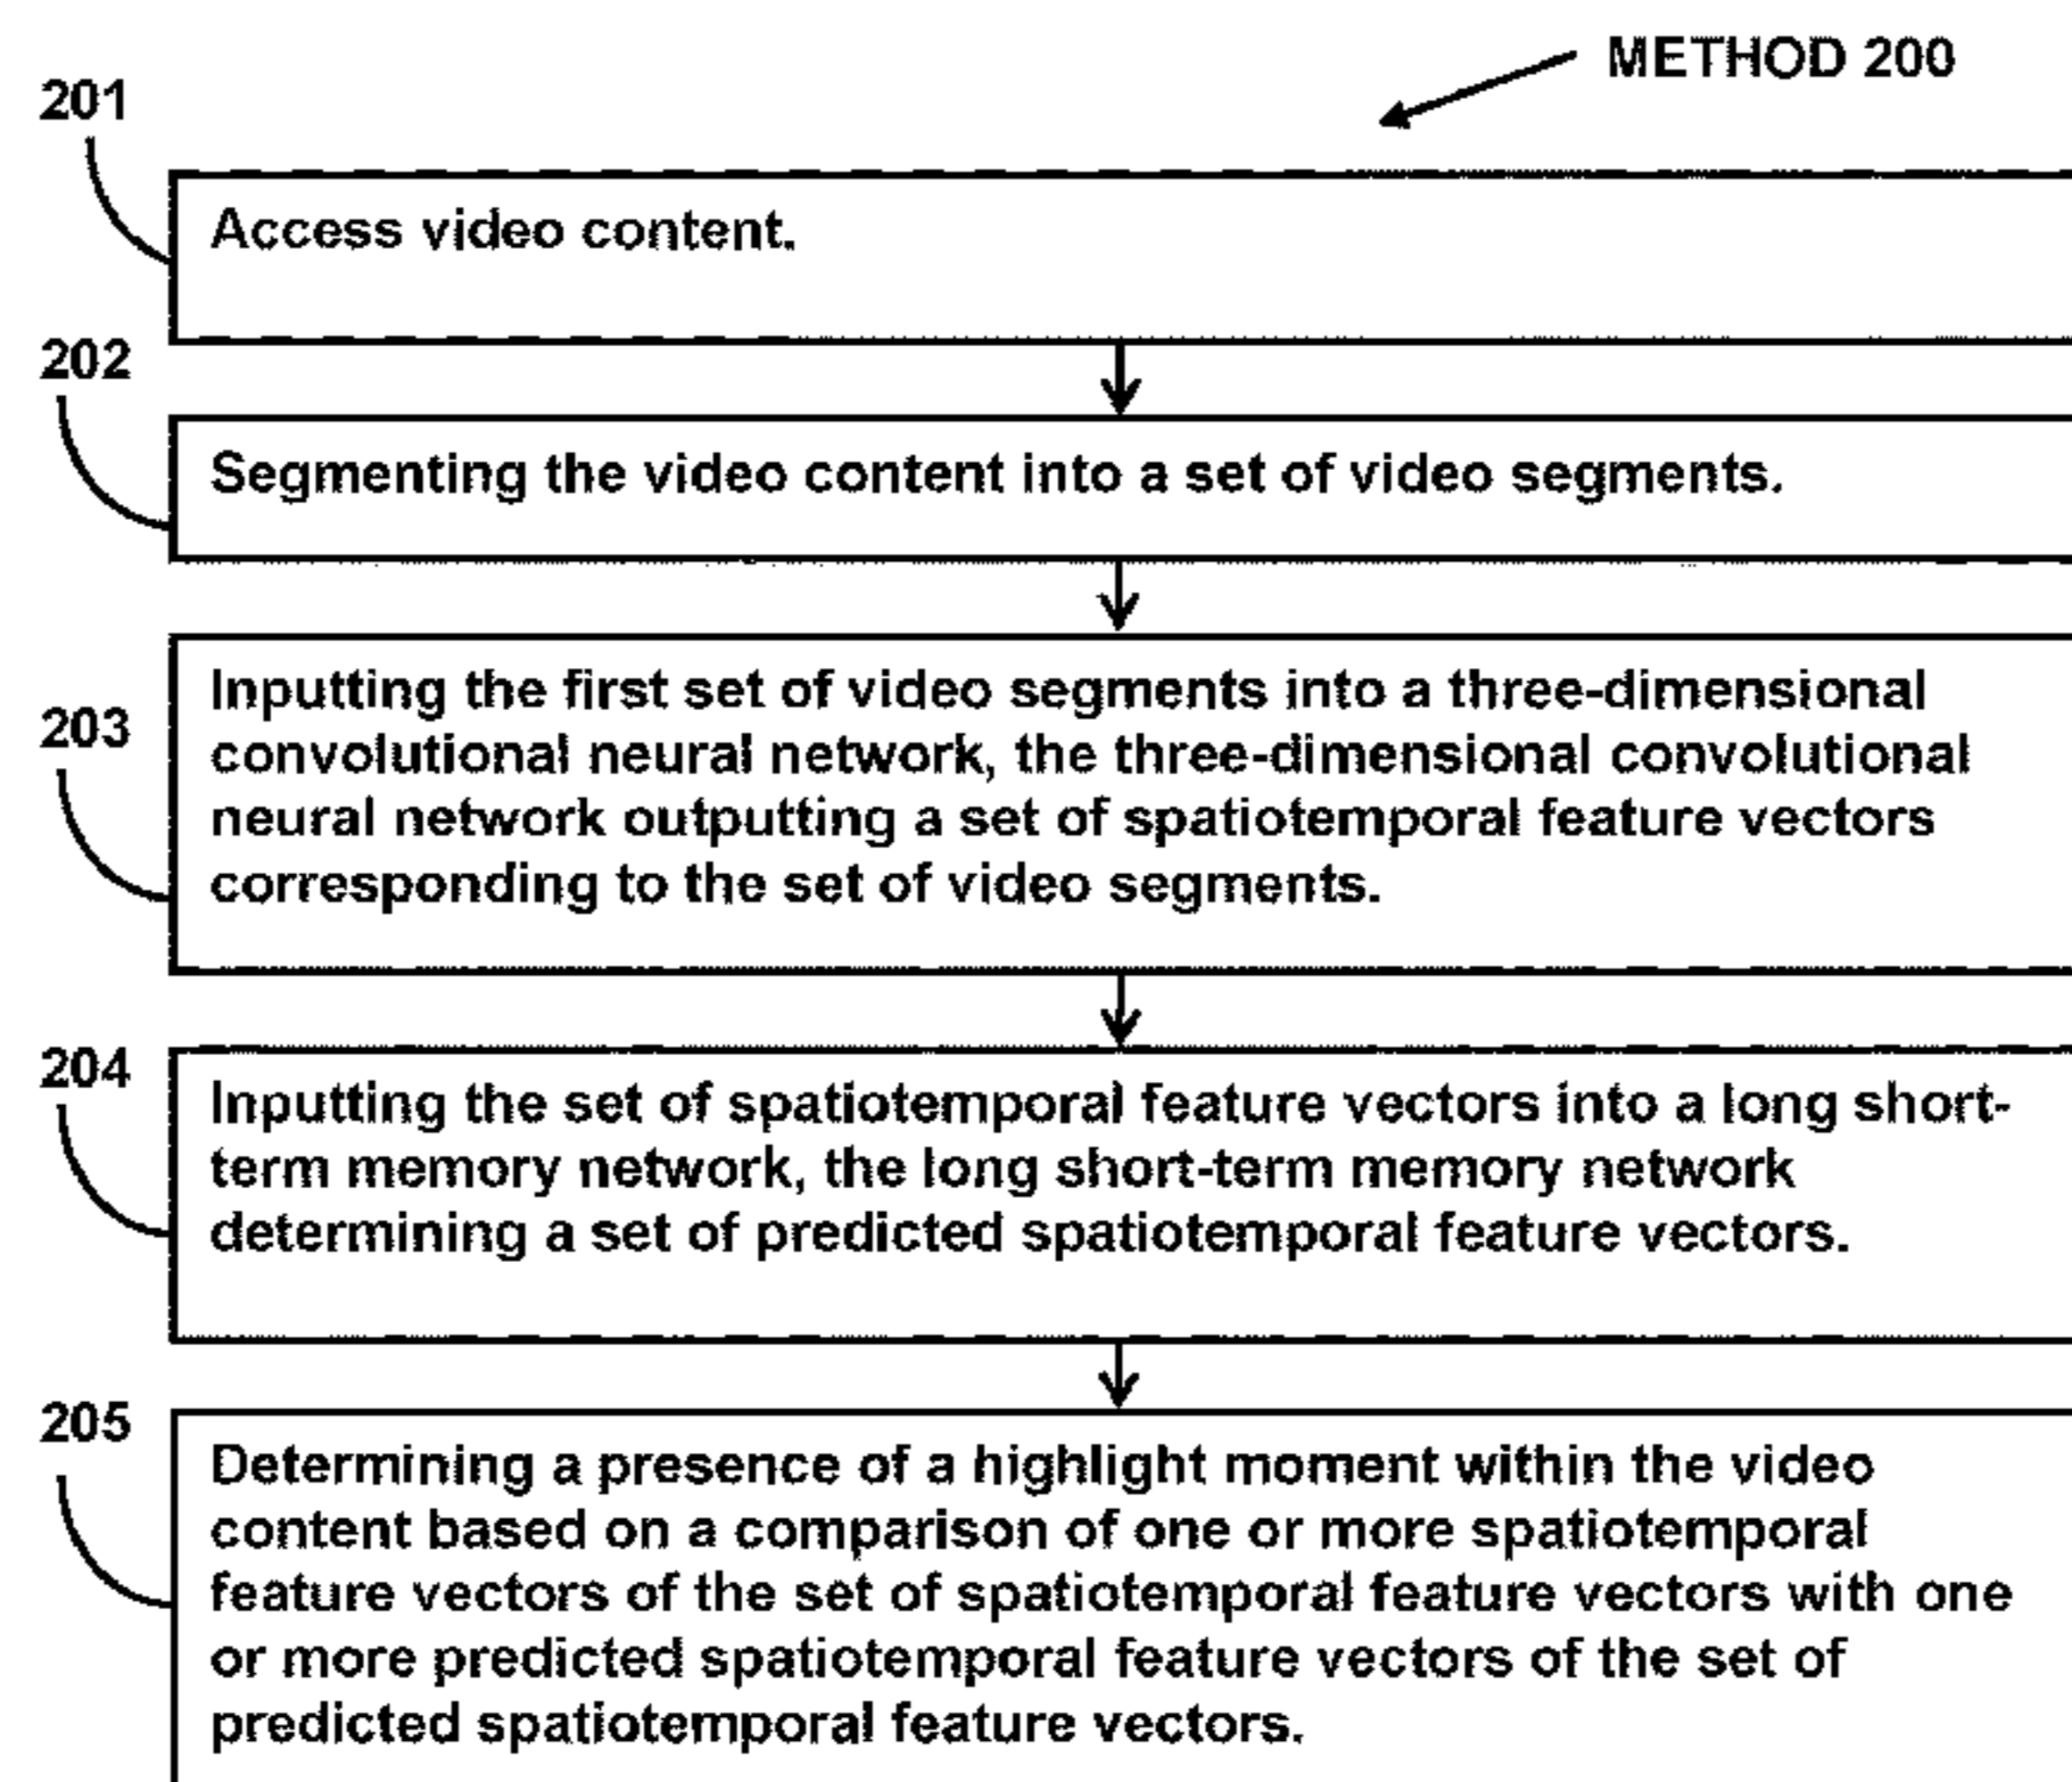 METHOD 200
201
Access video content.
202
Segmenting the video content into a set of video segments.
203
Inputting the first set of video segments into a three-dimensional
convolutional neural network, the three-dimensional convolutional
neural network outputting a set of spatiotemporal feature vectors
corresponding to the set of video segments.
204
Inputting the set of spatiotemporal feature vectors into a long short-
term memory network, the long short-term memory network
determining a set of predicted spatiotemporal feature vectors.
205
Determining a presence of a highlight moment within the video
content based on a comparison of one or more spatiotemporal
feature vectors of the set of spatiotemporal feature vectors with one
or more predicted spatiotemporal feature vectors of the set of
predicted spatiotemporal feature vectors.